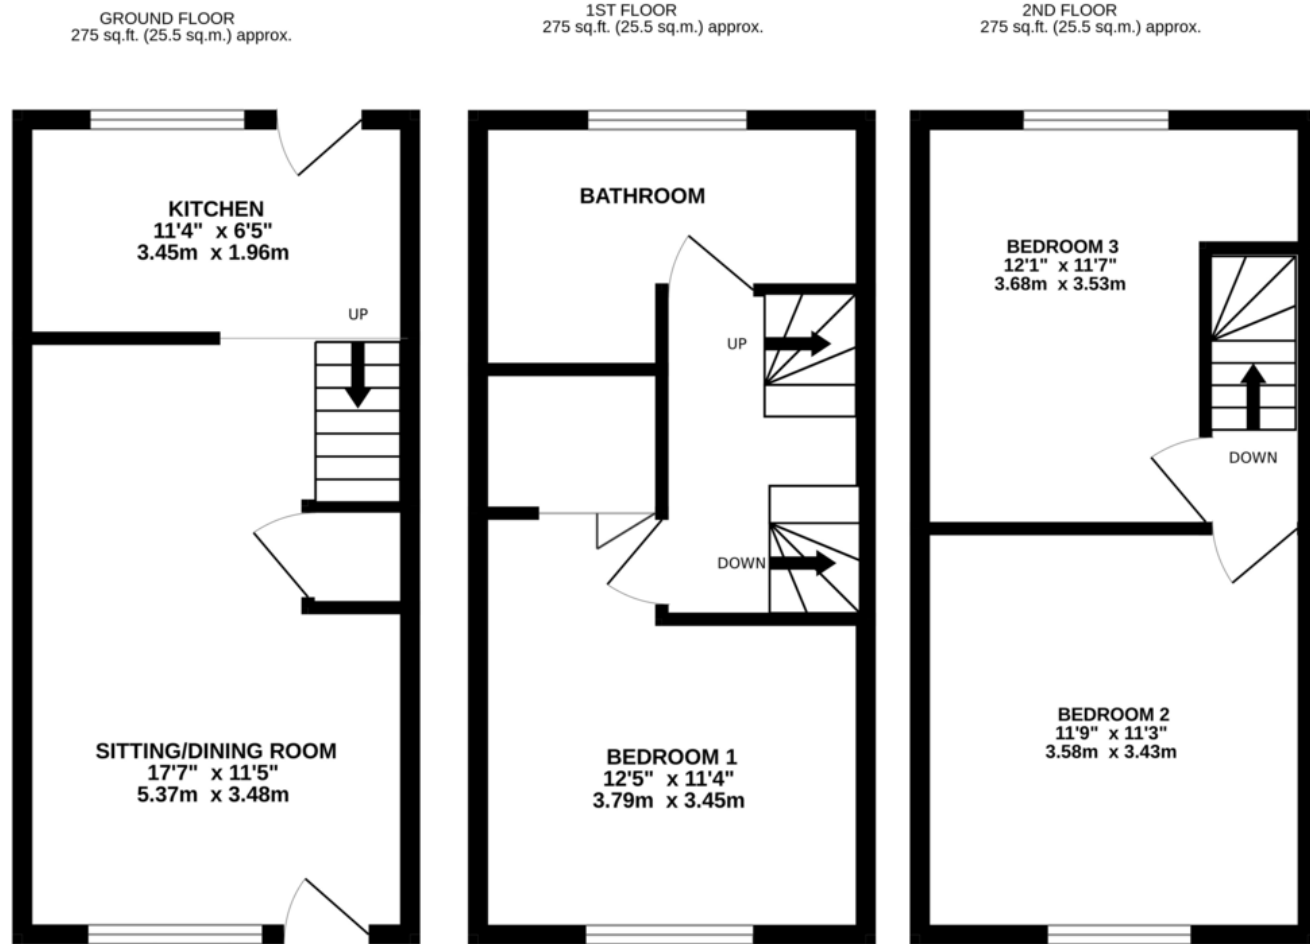 GROUND FLOOR
275 sq.ft. (25.5 sq.m.) approx.
KITCHEN
11'4" x 6'5"
3.45m x 1.96m
UP
SITTING/DINING ROOM
17'7" x 11'5"
5.37m x 3.48m
1ST FLOOR
275 sq.ft. (25.5 sq.m.) approx.
BATHROOM
UP
DOWN
BEDROOM 1
12'5" x 11'4"
3.79m x 3.45m
2ND FLOOR
275 sq.ft. (25.5 sq.m.) approx.
BEDROOM 3
12'1" x 11'7"
3.68m x 3.53m
DOWN
BEDROOM 2
11'9" x 11'3"
3.58m x 3.43m